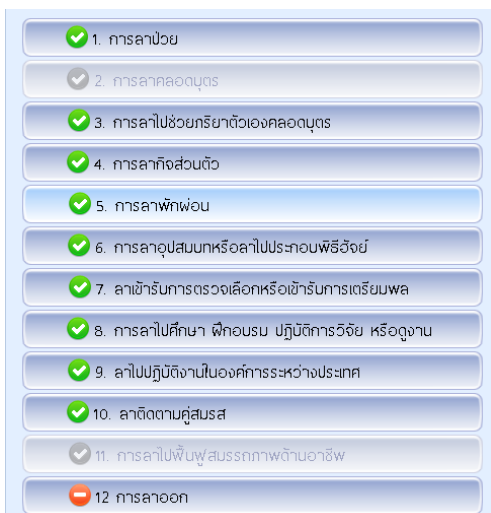 1. การลาป่วย
2. การลาคลอดบุตร
3. การลาไปช่วยภริยาตัวเองคลอดบุตร
4. การลากิจส่วนตัว
5. การลาพักผ่อน
6. การลาอุปสมบทหรือลาไปประกอบพิธีฮัจย์
7. ลาเข้ารับการตรวจเลือกหรือเข้ารับการเตรียมพล
8. การลาไปศึกษา ฝึกอบรม ปฏิบัติการวิจัย หรือดูงาน
9. ลาไปปฏิบัติงานในองค์การระหว่างประเทศ
10. ลาติดตามคู่สมรส
11. การลาไปฟื้นฟูสมรรถภาพด้านอาชีพ
12 การลาออก